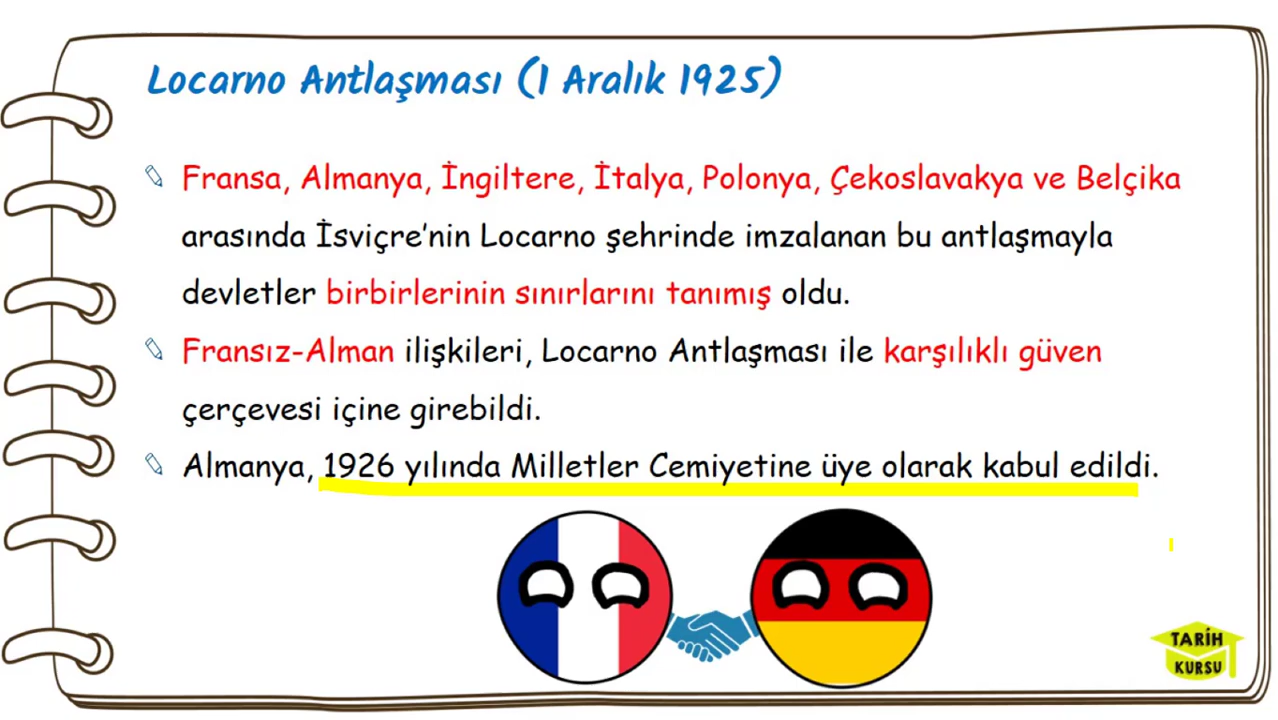 Locarno Antlaşması (1 Aralık 1925)
Fransa, Almanya, İngiltere, İtalya, Polonya, Çekoslavakya ve Belçika
arasında İsviçre'nin Locarno şehrinde imzalanan bu antlaşmayla
devletler birbirlerinin sınırlarını tanımış oldu.
Fransız-Alman ilişkileri, Locarno Antlaşması ile karşılıklı güven
çerçevesi içine girebildi.
Almanya, 1926 yılında Milletler Cemiyetine üye olarak kabul edildi.
TARİH
KURSU